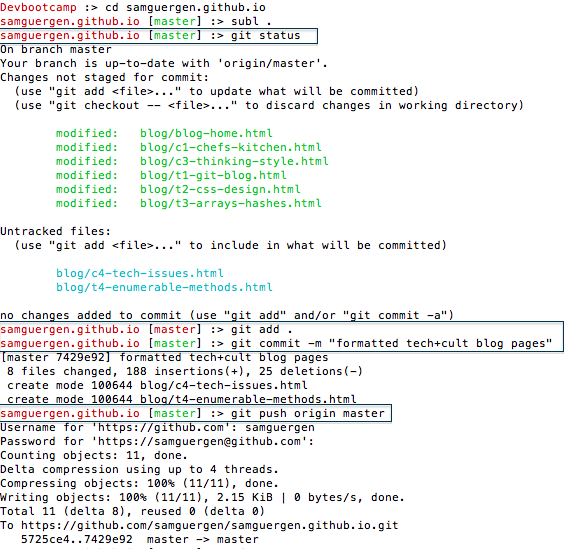 Devbootcamp :> cd samguergen.github.io
samguergen.github.io [master] :> subl .
samguergen.github.io [master] :> git status
On branch master
Your branch is up-to-date with 'origin/master'.
Changes not staged for commit:
  (use "git add <file>..." to update what will be committed)
  (use "git checkout -- <file>..." to discard changes in working directory)

        modified:   blog/blog-home.html
        modified:   blog/c1-chefs-kitchen.html
        modified:   blog/c3-thinking-style.html
        modified:   blog/t1-git-blog.html
        modified:   blog/t2-css-design.html
        modified:   blog/t3-arrays-hashes.html

Untracked files:
  (use "git add <file>..." to include in what will be committed)

        blog/c4-tech-issues.html
        blog/t4-enumerable-methods.html

no changes added to commit (use "git add" and/or "git commit -a")
samguergen.github.io [master] :> git add .
samguergen.github.io [master] :> git commit -m "formatted tech+cult blog pages"
[master 7429e92] formatted tech+cult blog pages
 8 files changed, 188 insertions(+), 25 deletions(-)
 create mode 100644 blog/c4-tech-issues.html
 create mode 100644 blog/t4-enumerable-methods.html
samguergen.github.io [master] :> git push origin master
Username for 'https://github.com': samguergen
Password for 'https://samguergen@github.com':
Counting objects: 11, done.
Delta compression using up to 4 threads.
Compressing objects: 100% (11/11), done.
Writing objects: 100% (11/11), 2.15 KiB | 0 bytes/s, done.
Total 11 (delta 8), reused 0 (delta 0)
To https://github.com/samguergen/samguergen.github.io.git
   5725ce4..7429e92  master -> master